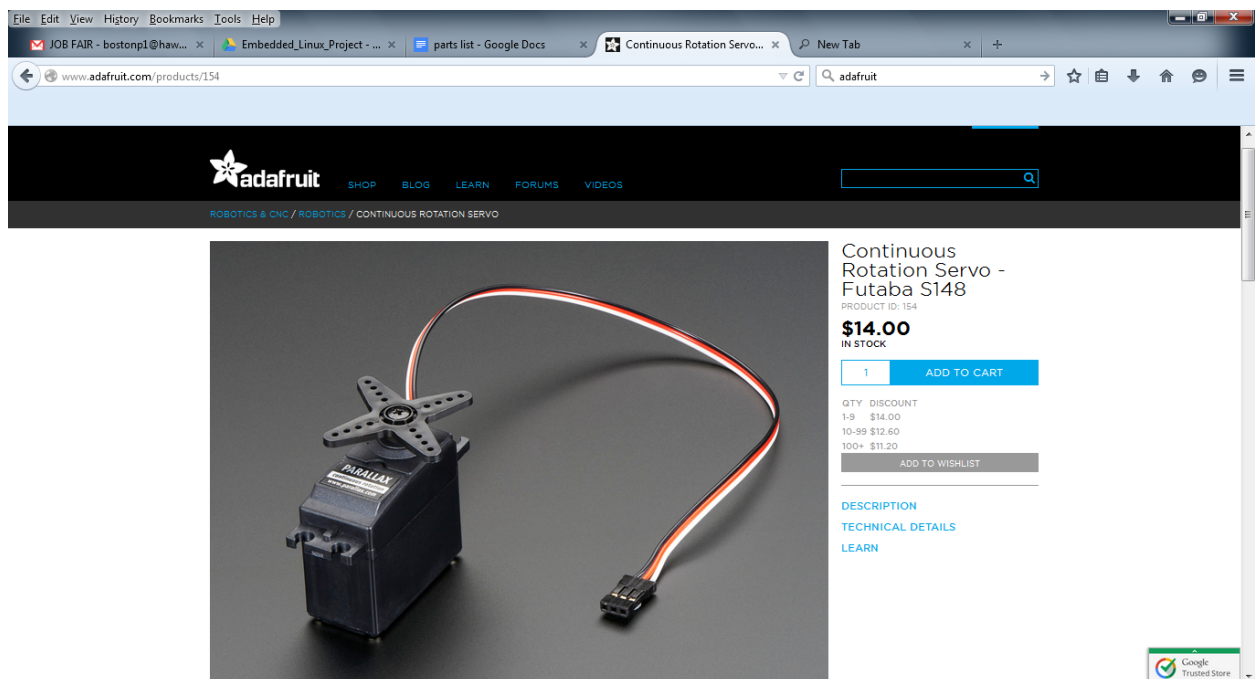 File Edit View History Bookmarks Tools Help
JOB FAIR - bostonp1@haw...
Embedded_Linux_Project - ...
parts list - Google Docs
Continuous Rotation Servo...
New Tab
www.adafruit.com/products/154
adafruit
adafruit
SHOP BLOG LEARN FORUMS VIDEOS
ROBOTICS & CNC / ROBOTICS / CONTINUOUS ROTATION SERVO
Continuous
Rotation Servo -
Futaba S148
PRODUCT ID: 154
$14.00
IN STOCK
1 ADD TO CART
QTY DISCOUNT
1-9 $14.00
10-99 $12.60
100+ $11.20
ADD TO WISHLIST
DESCRIPTION
TECHNICAL DETAILS
LEARN
PARALLAX
continuous rotation
www.parallax.com
Google
Trusted Store